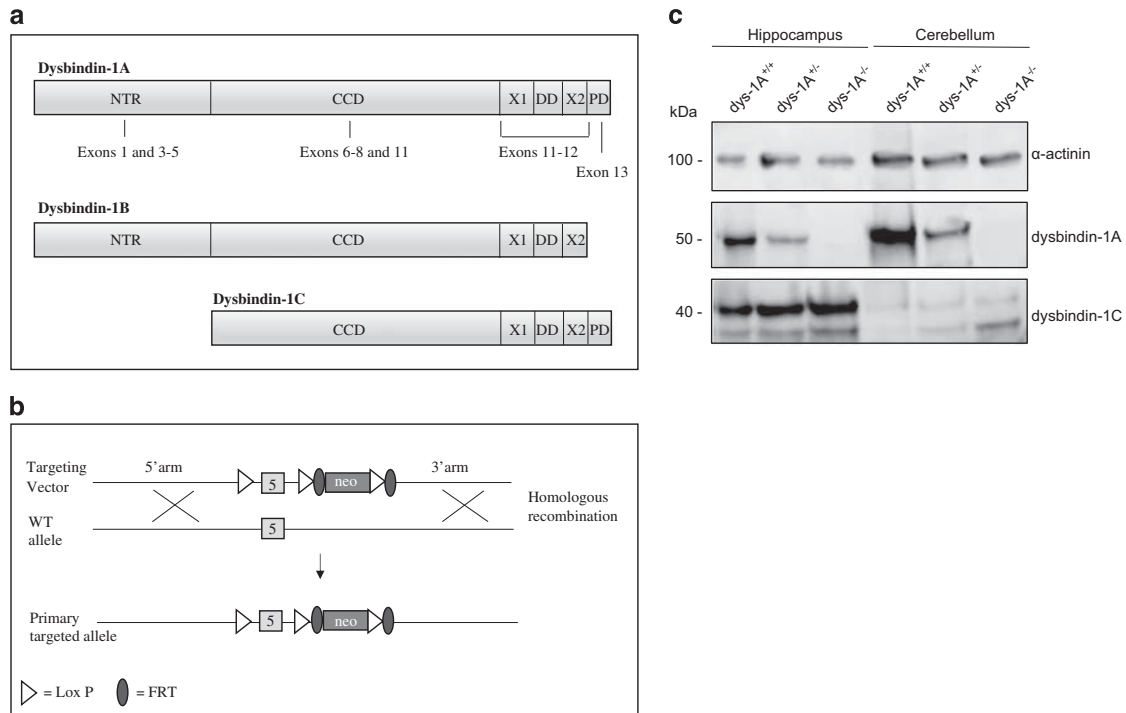 a
Dysbindin-1A
NTR CCD X1 DD X2 PD
Exons 1 and 3-5 Exons 6-8 and 11 Exons 11-12
Exon 13
Dysbindin-1B
NTR CCD X1 DD X2
Dysbindin-1C
CCD X1 DD X2 PD
b
Targeting
Vector
5'arm 3'arm
5 neo
Homologous
recombination
WT
allele
5
Primary
targeted allele
5 neo
= Lox P = FRT
c
Hippocampus Cerebellum
dys-1A+/+ dys-1A+/- dys-1A-/- dys-1A+/+ dys-1A+/- dys-1A-/-
kDa
100 - α-actinin
50 - dysbindin-1A
40 - dysbindin-1C